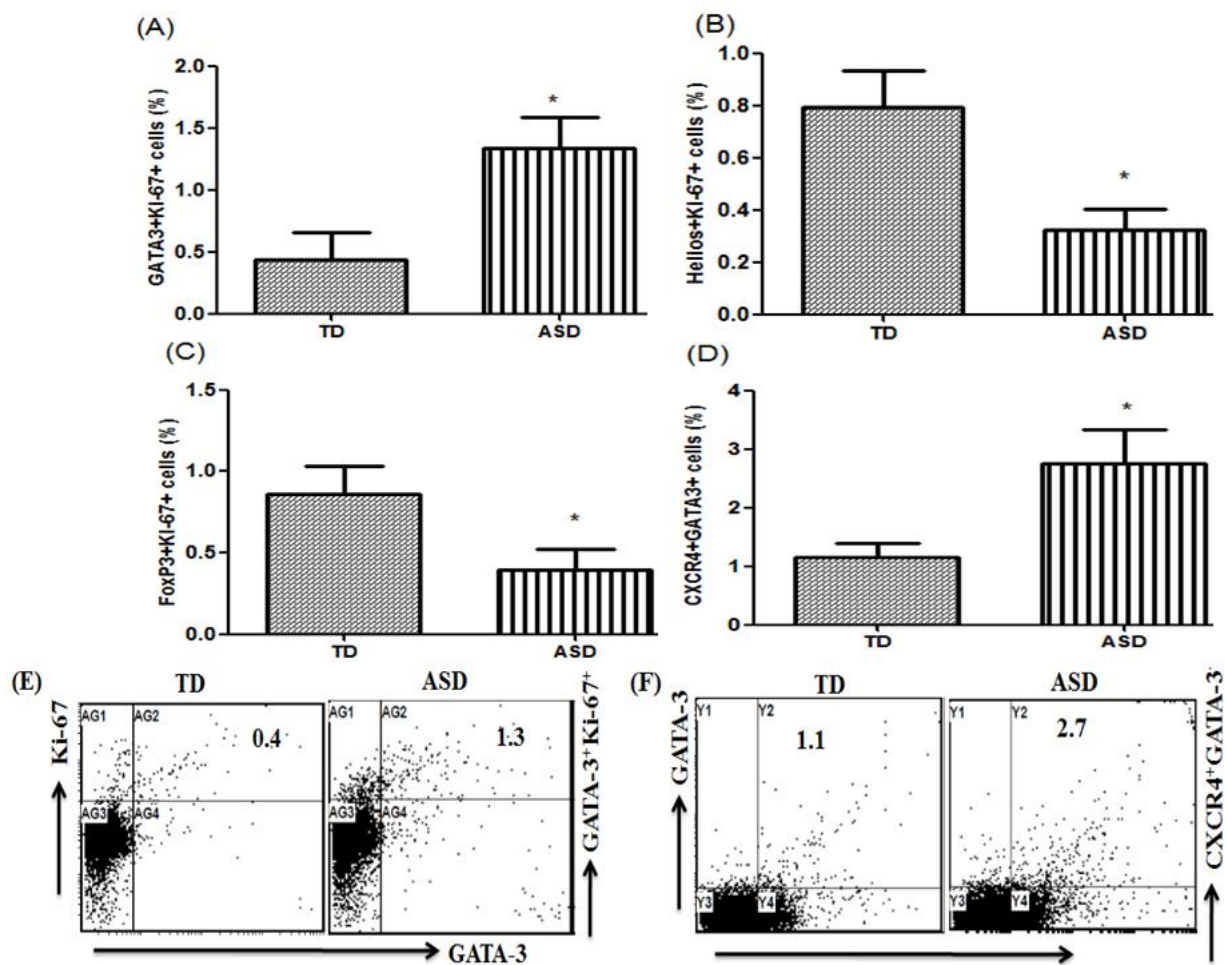 (A)
GATA3+KI-67+ cells (%)
2.0
1.5
1.0
0.5
0.0
*
TD
ASD
(B)
Helios+KI-67+ cells (%)
1.0
0.8
0.6
0.4
0.2
0.0
*
TD
ASD
(C)
FoxP3+KI-67+ cells (%)
1.5
1.0
0.5
0.0
*
TD
ASD
(D)
CXCR4+GATA3+ cells (%)
4
3
2
1
0
*
TD
ASD
(E)
TD
ASD
Ki-67
AG1
AG2
0.4
AG3
AG4
AG1
AG2
1.3
AG3
AG4
GATA-3⁺Ki-67⁺
GATA-3
(F)
TD
ASD
GATA-3
Y1
Y2
1.1
Y3
Y4
Y1
Y2
2.7
Y3
Y4
CXCR4⁺GATA-3